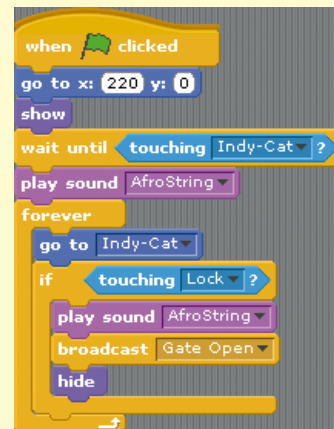 when clicked
go to x: 220 y: 0
show
wait until touching Indy-Cat ?
play sound AfroString
forever
go to Indy-Cat
if touching Lock ?
play sound AfroString
broadcast Gate Open
hide